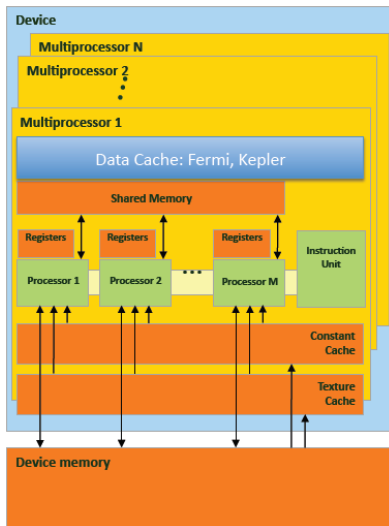 Device
Multiprocessor N
Multiprocessor 2
Multiprocessor 1
Data Cache: Fermi, Kepler
Shared Memory
Registers Registers Registers
Instruction
Unit
Processor 1 Processor 2 ... Processor M
Constant
Cache
Texture
Cache
Device memory